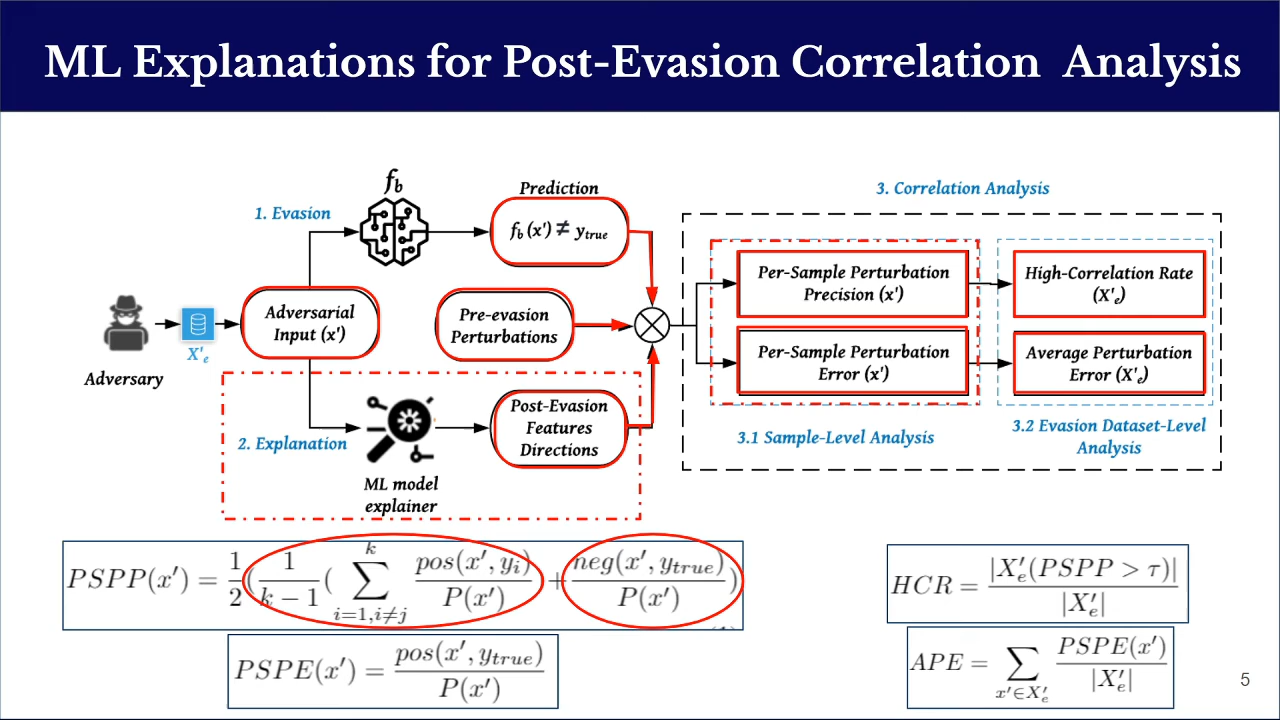 ML Explanations for Post-Evasion Correlation Analysis
f_b
Prediction
3. Correlation Analysis
1. Evasion
f_b (x') ≠ y_true
Per-Sample Perturbation
Precision (x')
High-Correlation Rate
(X'_e)
Adversarial
Input (x')
Pre-evasion
Perturbations
X'_e
Per-Sample Perturbation
Error (x')
Average Perturbation
Error (X'_e)
Adversary
Post-Evasion
Features
Directions
2. Explanation
3.1 Sample-Level Analysis
3.2 Evasion Dataset-Level
Analysis
ML model
explainer
PSPP(x') = 1/2(1/(k − 1)(∑_{i=1,i≠j}^{k} pos(x', y_i)/P(x') + neg(x', y_true)/P(x'))
HCR = |X'_e(PSPP > τ)|/|X'_e|
PSPE(x') = pos(x', y_true)/P(x')
APE = ∑_{x'∈X'_e} PSPE(x')/|X'_e|
5